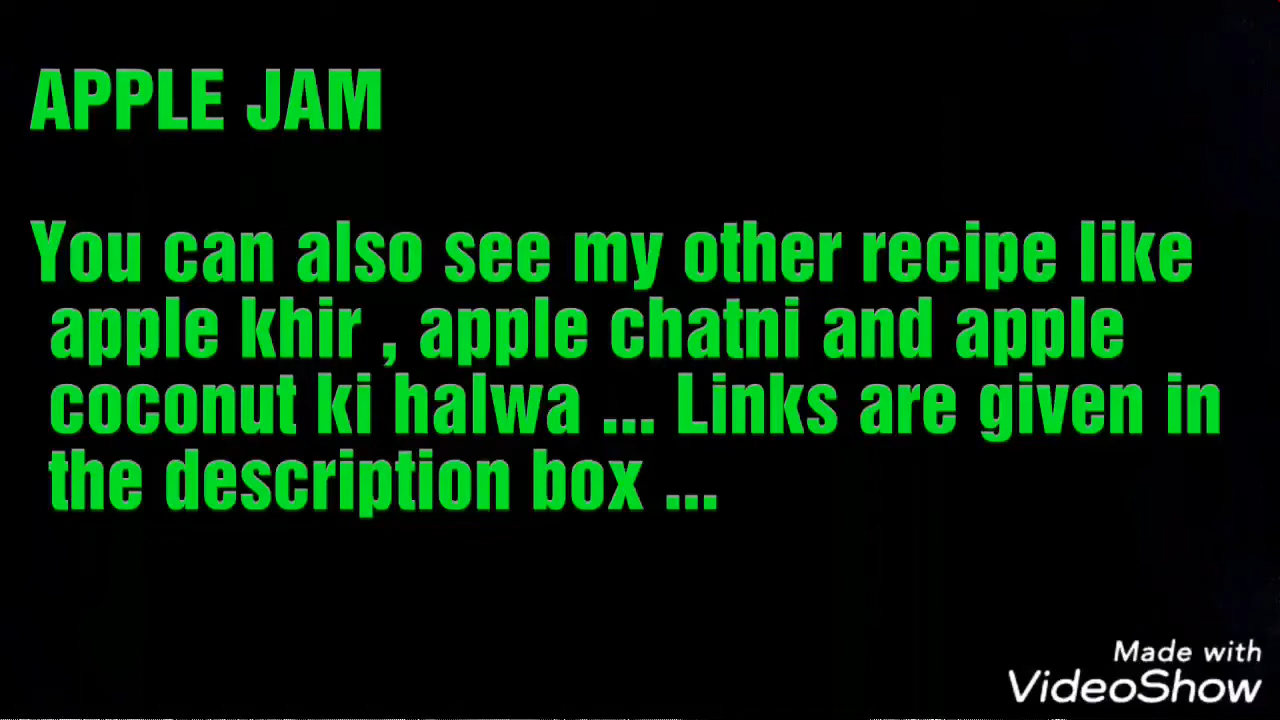 APPLE JAM
You can also see my other recipe like
apple khir , apple chatni and apple
coconut ki halwa ... Links are given in
the description box ...
Made with
VideoShow